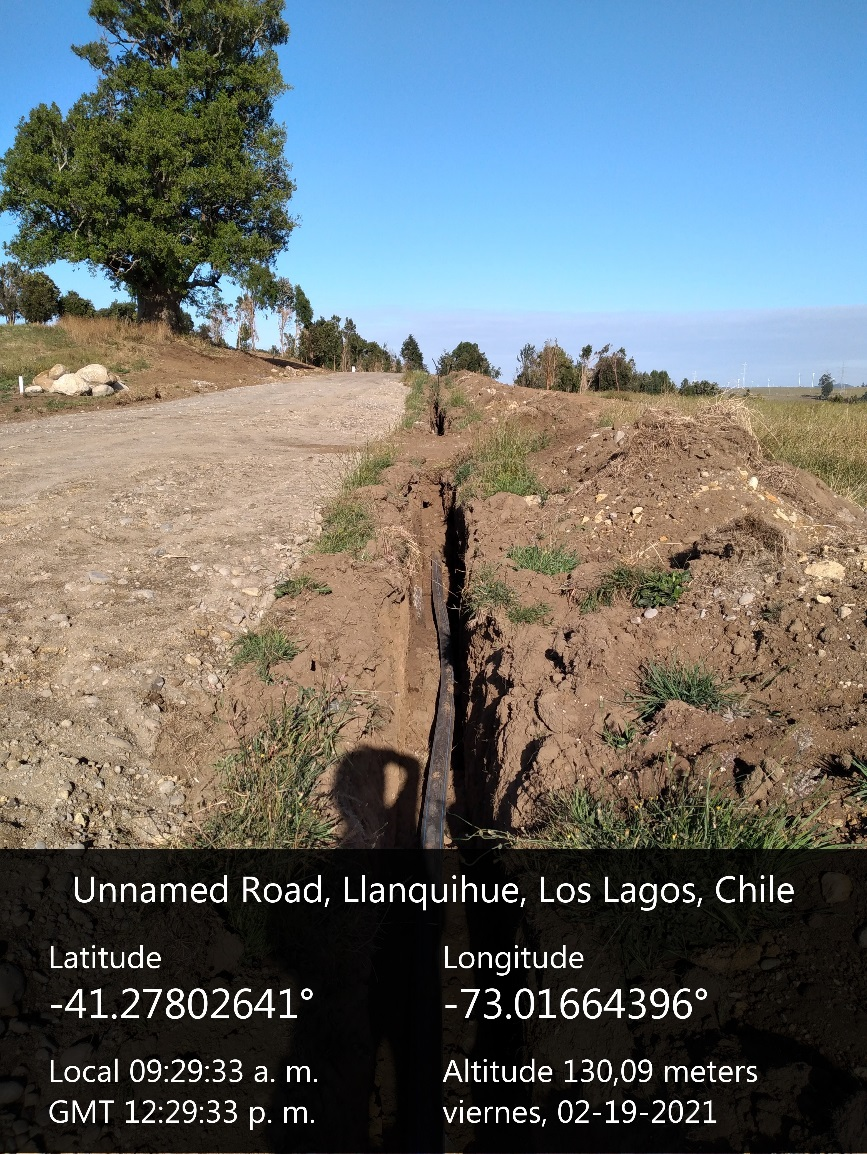 Unnamed Road, Llanquihue, Los Lagos, Chile
Latitude
-41.27802641°
Longitude
-73.01664396°
Local 09:29:33 a. m.
GMT 12:29:33 p. m.
Altitude 130,09 meters
viernes, 02-19-2021